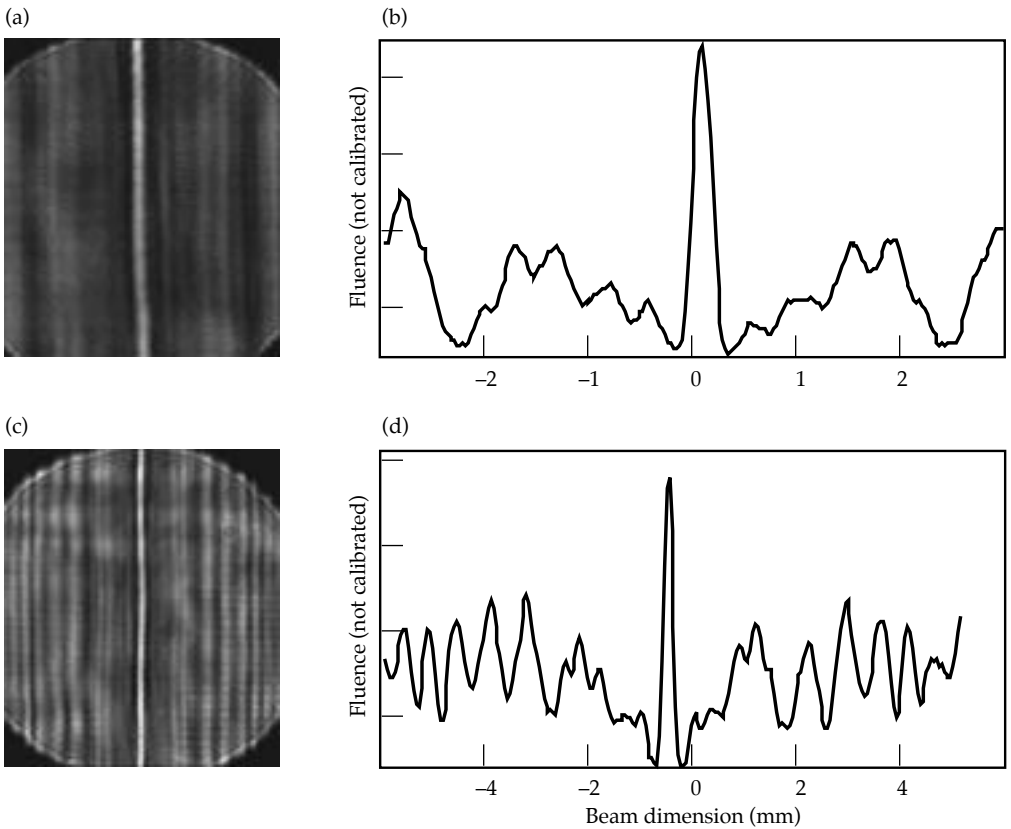 (a)
(b)
Fluence (not calibrated)
–2 –1 0 1 2
(c)
(d)
Fluence (not calibrated)
–4 –2 0 2 4
Beam dimension (mm)